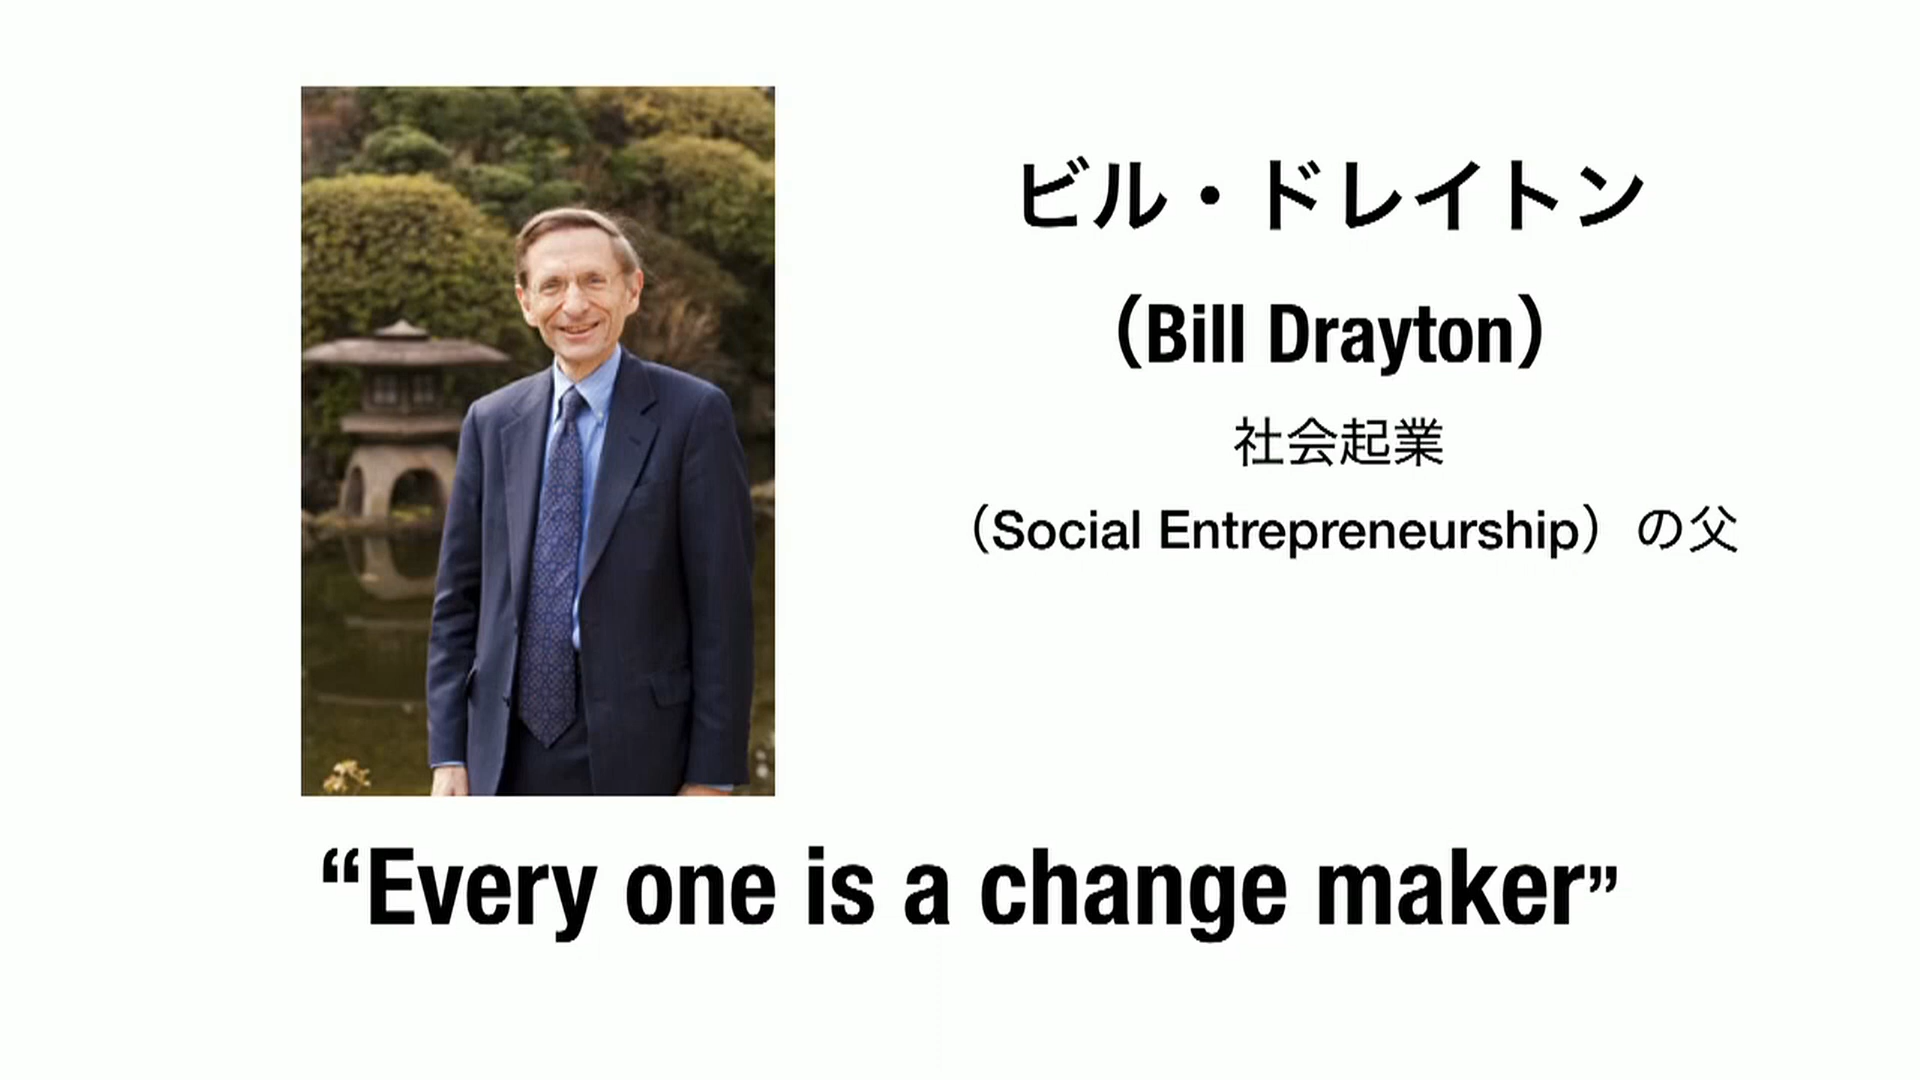 ビル・ドレイトン
（Bill Drayton）
社会起業
（Social Entrepreneurship）の父
“Every one is a change maker”